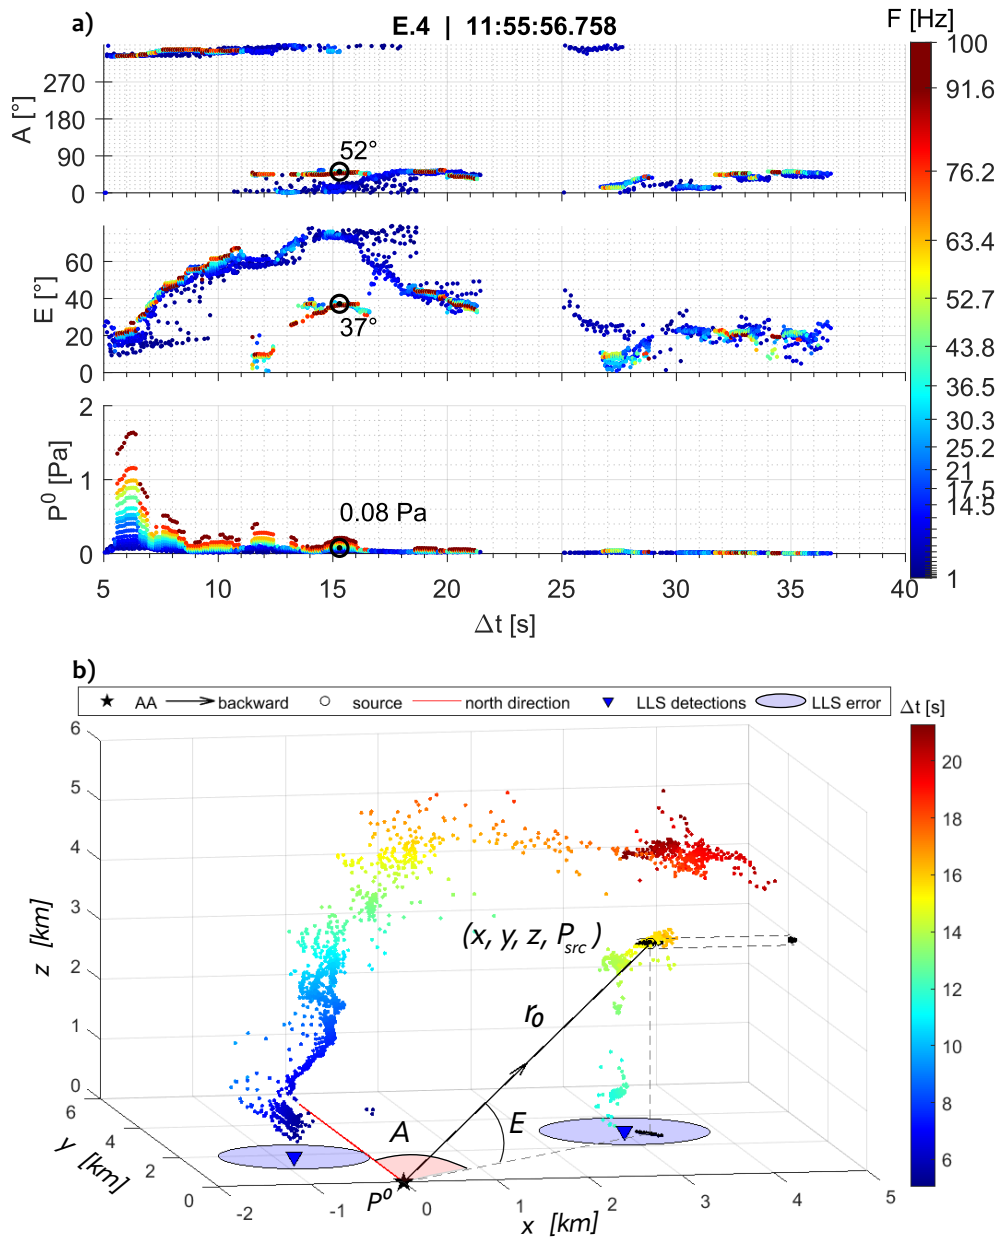 a)
E.4 | 11:55:56.758
F [Hz]
A [°]
270
180
90
0
52°
E [°]
60
40
20
0
37°
P⁰ [Pa]
2
1
0
0.08 Pa
5
10
15
20
25
30
35
40
Δt [s]
100
91.6
76.2
63.4
52.7
43.8
36.5
30.3
25.2
21
17.5
14.5
1
b)
AA
backward
source
north direction
LLS detections
LLS error
Δt [s]
z [km]
6
5
4
3
2
1
0
y [km]
6
4
2
0
x [km]
-2
-1
0
1
2
3
4
5
(x, y, z, Psrc)
r₀
A
E
P⁰
20
18
16
14
12
10
8
6